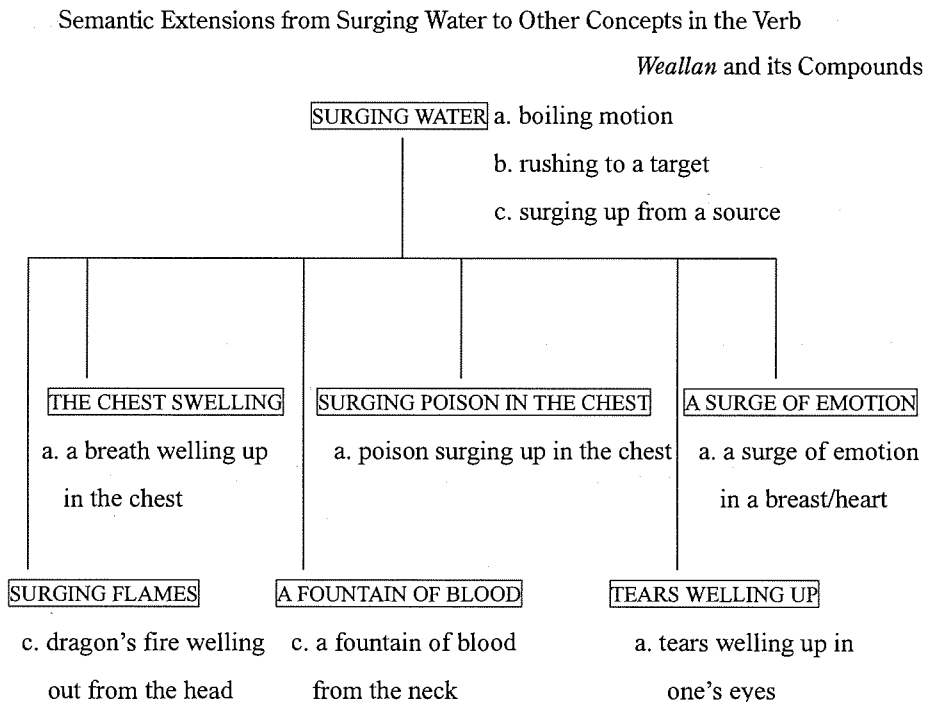 Semantic Extensions from Surging Water to Other Concepts in the Verb
Weallan and its Compounds
SURGING WATER a. boiling motion
b. rushing to a target
c. surging up from a source
THE CHEST SWELLING
a. a breath welling up
in the chest
SURGING POISON IN THE CHEST
a. poison surging up in the chest
A SURGE OF EMOTION
a. a surge of emotion
in a breast/heart
SURGING FLAMES
c. dragon's fire welling
out from the head
A FOUNTAIN OF BLOOD
c. a fountain of blood
from the neck
TEARS WELLING UP
a. tears welling up in
one's eyes